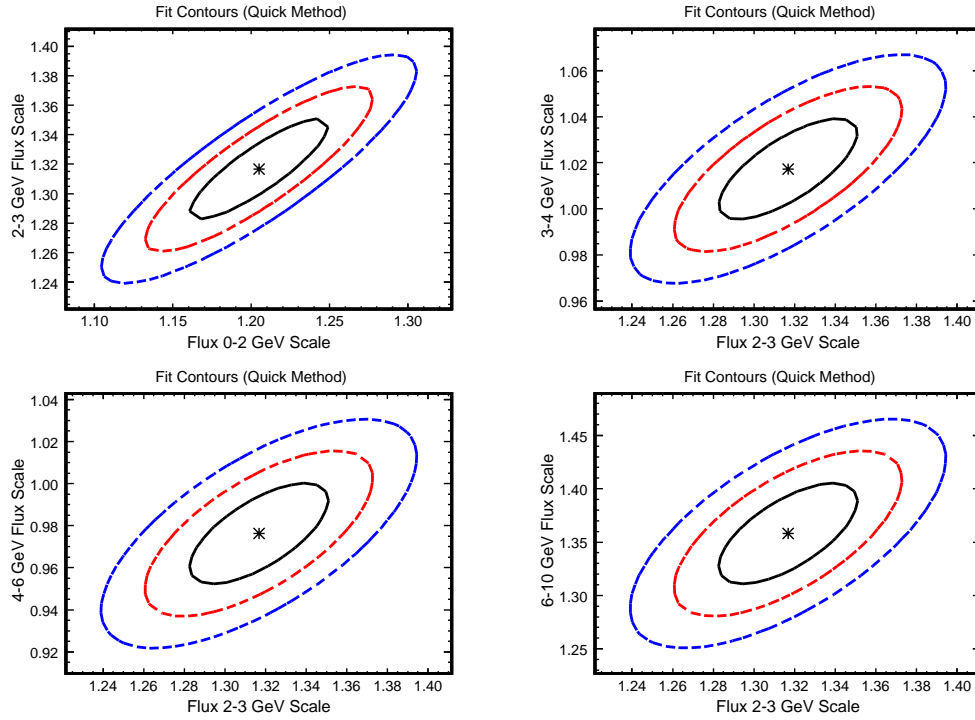 Fit Contours (Quick Method)
2-3 GeV Flux Scale
1.40
1.38
1.36
1.34
1.32
1.30
1.28
1.26
1.24
1.10 1.15 1.20 1.25 1.30
Flux 0-2 GeV Scale
Fit Contours (Quick Method)
3-4 GeV Flux Scale
1.06
1.04
1.02
1.00
0.98
0.96
1.24 1.26 1.28 1.30 1.32 1.34 1.36 1.38 1.40
Flux 2-3 GeV Scale
Fit Contours (Quick Method)
4-6 GeV Flux Scale
1.04
1.02
1.00
0.98
0.96
0.94
0.92
1.24 1.26 1.28 1.30 1.32 1.34 1.36 1.38 1.40
Flux 2-3 GeV Scale
Fit Contours (Quick Method)
6-10 GeV Flux Scale
1.45
1.40
1.35
1.30
1.25
1.24 1.26 1.28 1.30 1.32 1.34 1.36 1.38 1.40
Flux 2-3 GeV Scale